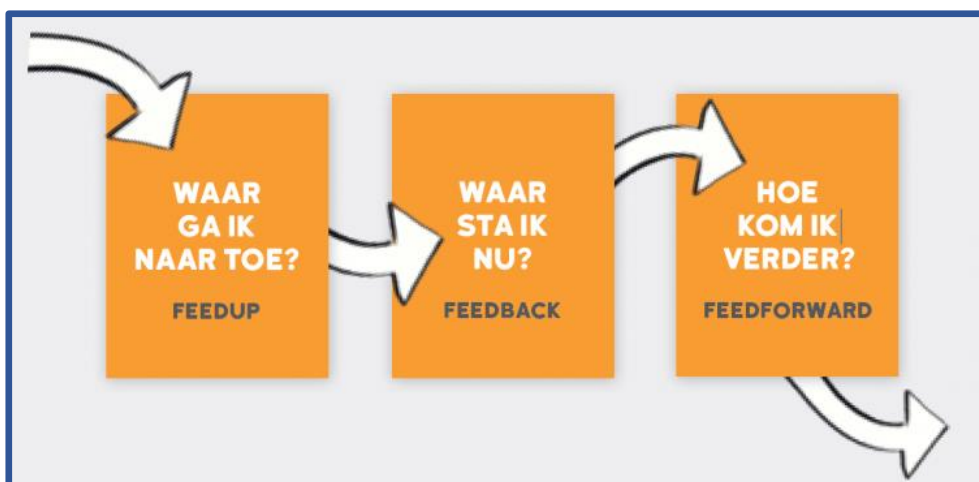 WAAR
GA IK
NAAR TOE?
FEEDUP
WAAR
STA IK
NU?
FEEDBACK
HOE
KOM IK
VERDER?
FEEDFORWARD